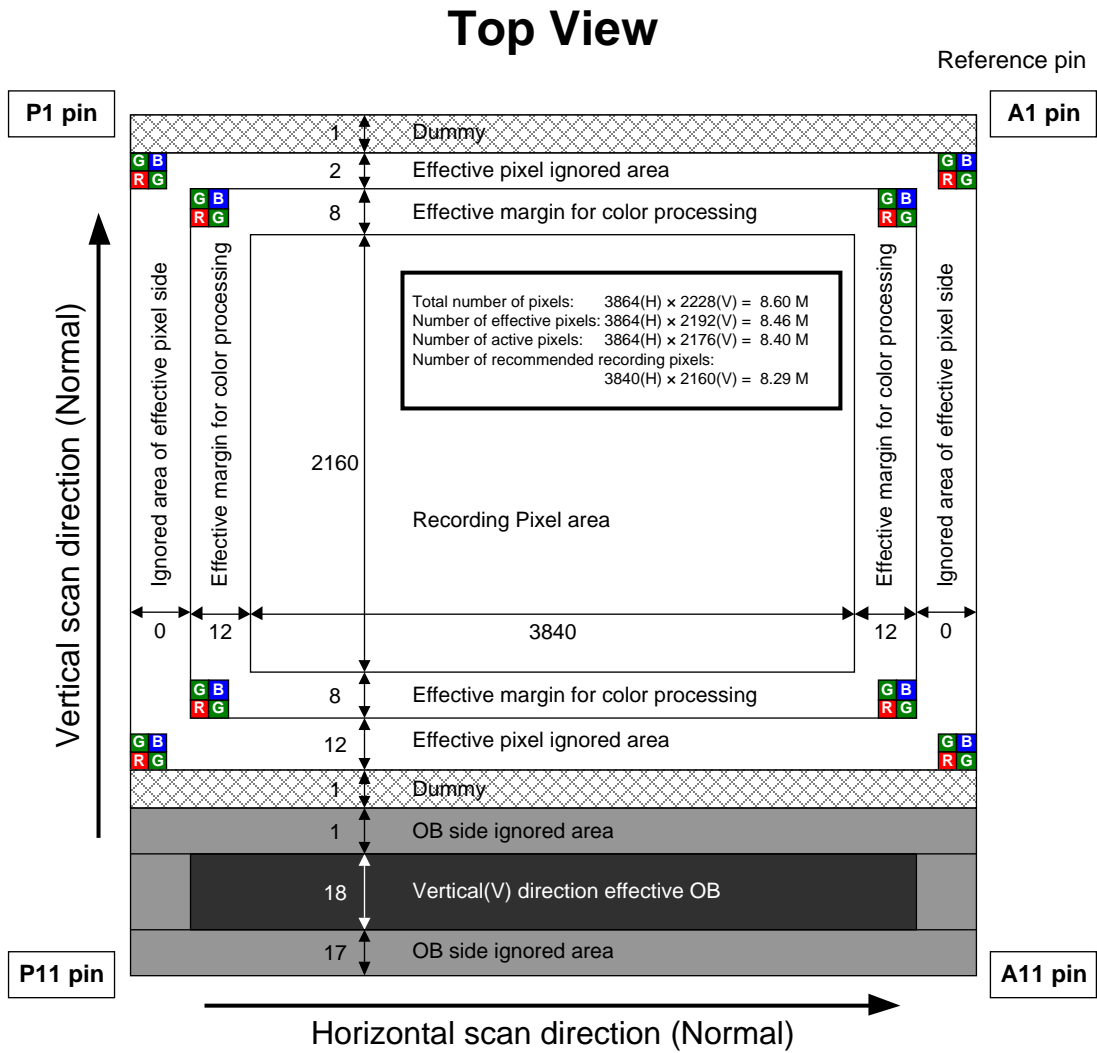 Top View
Reference pin
P1 pin
A1 pin
1 Dummy
G B G B
2 Effective pixel ignored area
R G R G
G B G B
8 Effective margin for color processing
R G R G
Vertical scan direction (Normal)
Ignored area of effective pixel side
Effective margin for color processing
Total number of pixels: 3864(H) × 2228(V) = 8.60 M
Number of effective pixels: 3864(H) × 2192(V) = 8.46 M
Number of active pixels: 3864(H) × 2176(V) = 8.40 M
Number of recommended recording pixels:
3840(H) × 2160(V) = 8.29 M
Effective margin for color processing
Ignored area of effective pixel side
2160
Recording Pixel area
0 12 3840 12 0
G B G B
8 Effective margin for color processing
R G R G
12 Effective pixel ignored area
G B G B
R G R G
1 Dummy
1 OB side ignored area
18 Vertical(V) direction effective OB
17 OB side ignored area
P11 pin
A11 pin
Horizontal scan direction (Normal)